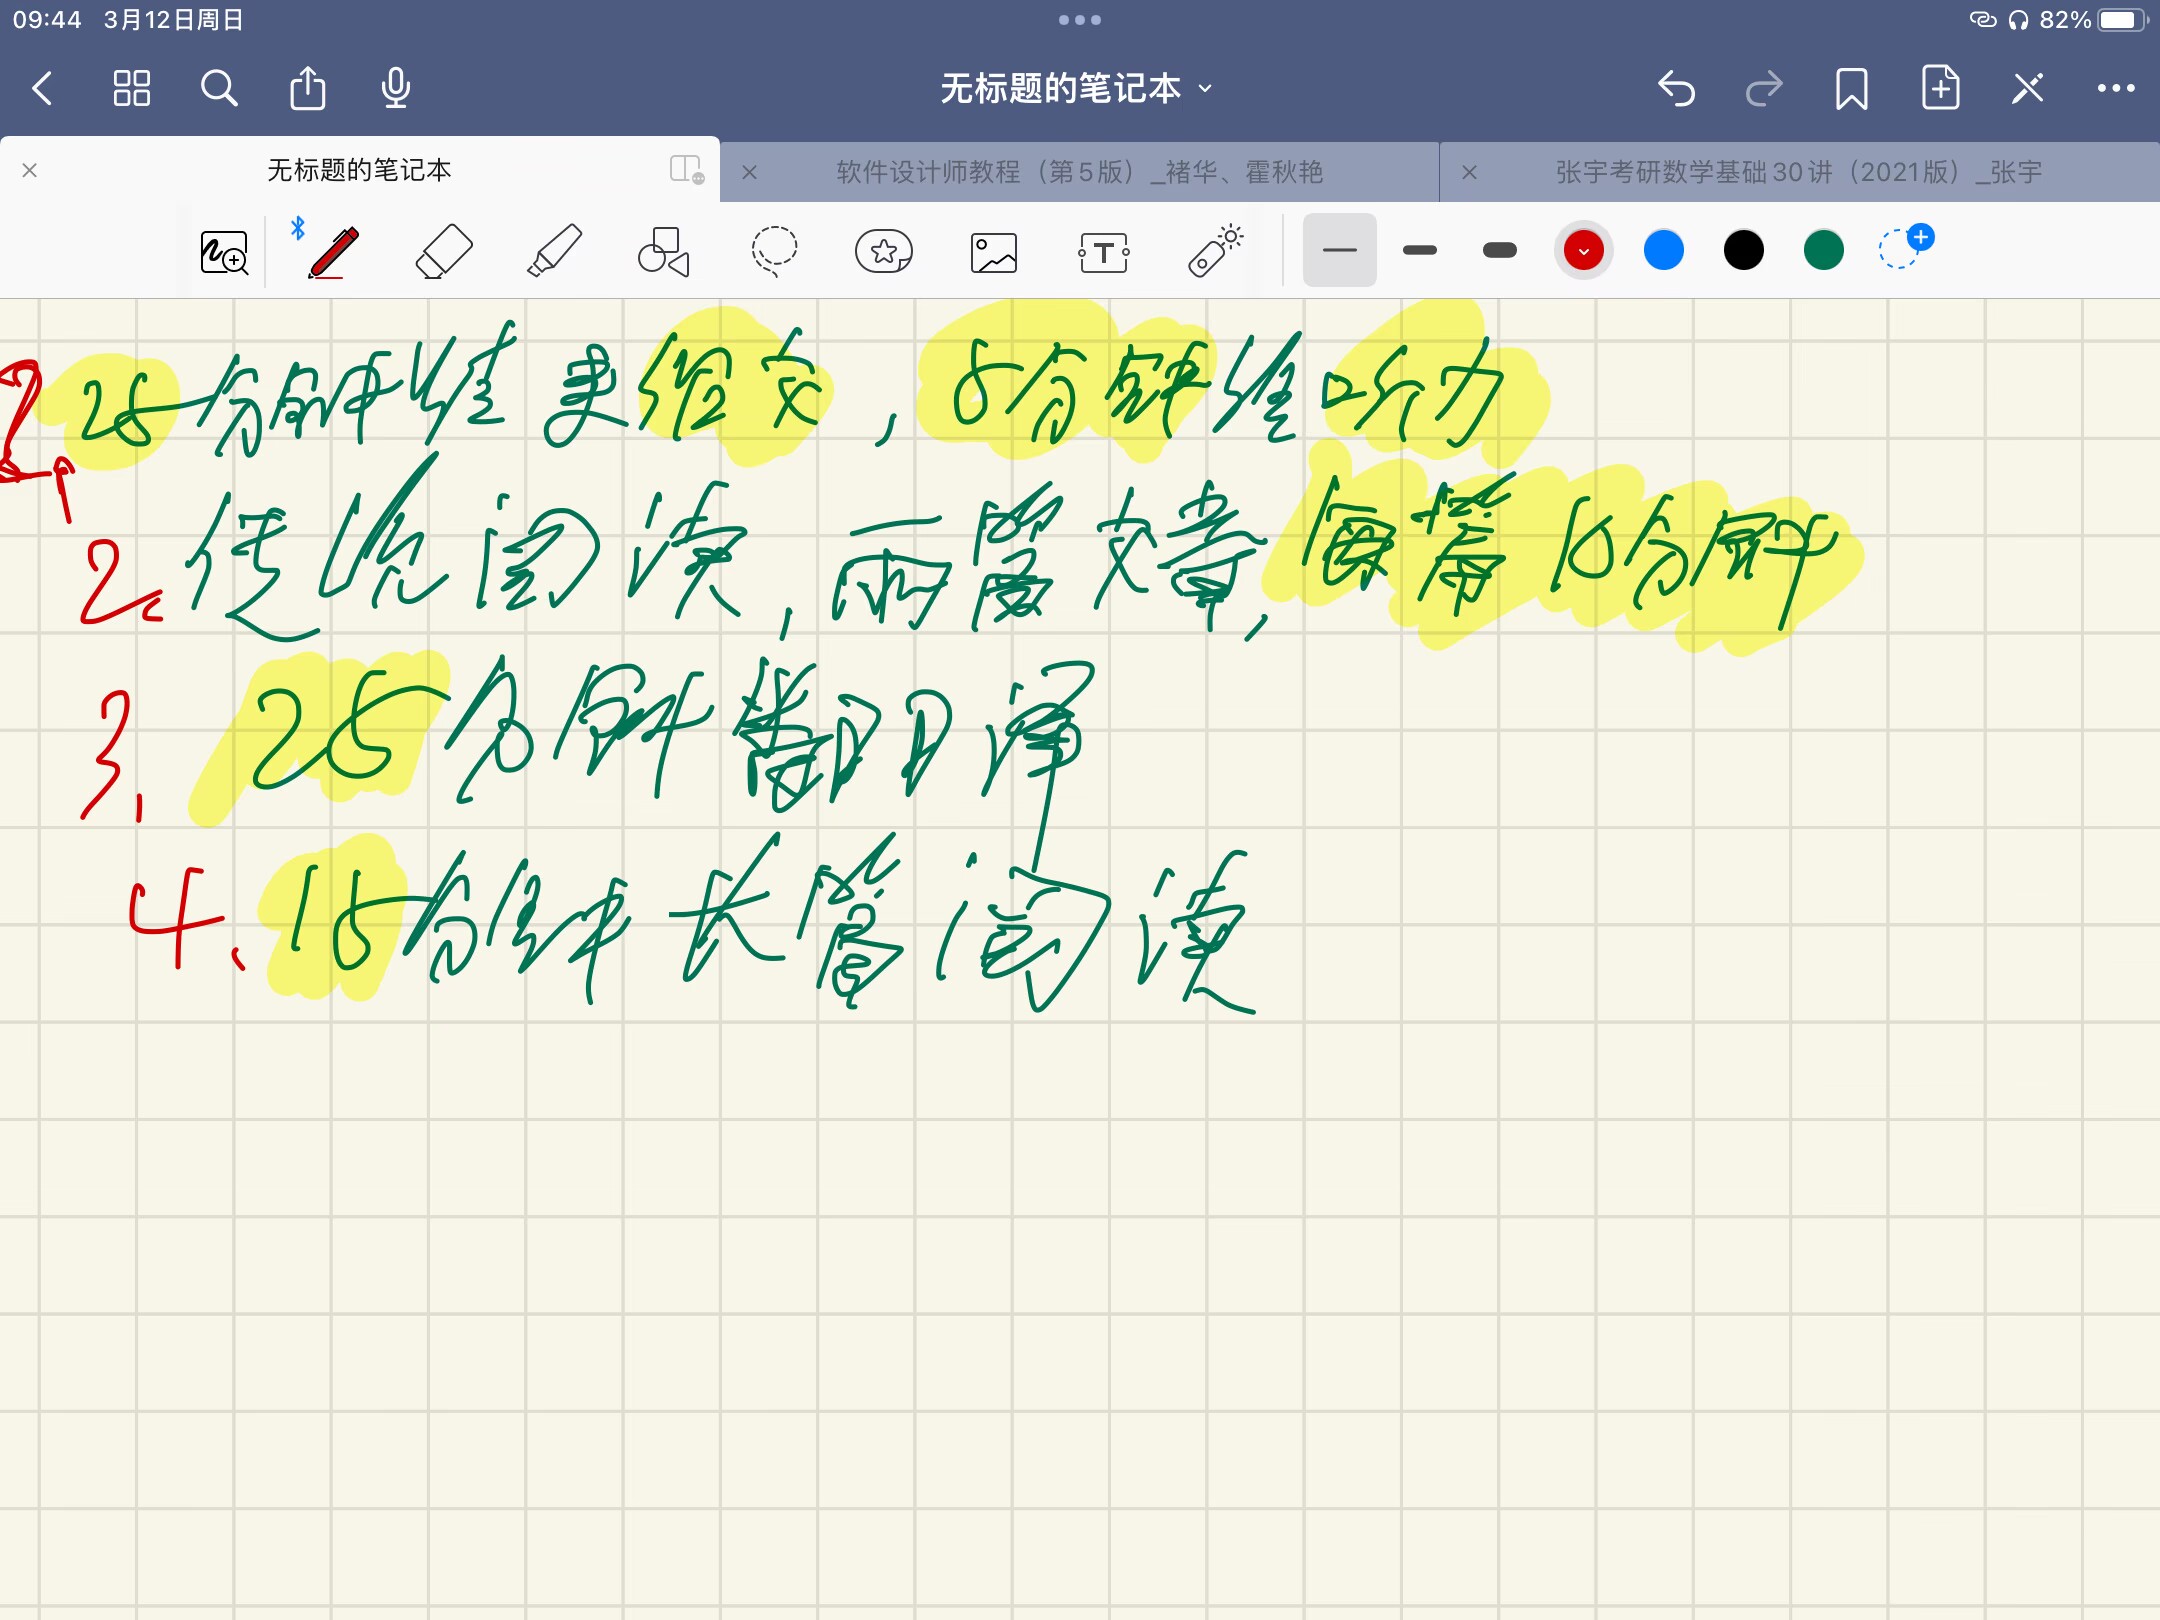 09:44 3月12日周日 82%
无标题的笔记本
无标题的笔记本 软件设计师教程（第5版）_褚华、霍秋艳 张宇考研数学基础30讲（2021版）_张宇
T
25分钟结束作文，5分钟准备听力
2. 传统阅读，两篇文章，每篇10分钟
3、25分钟翻译
4、15分钟长篇阅读